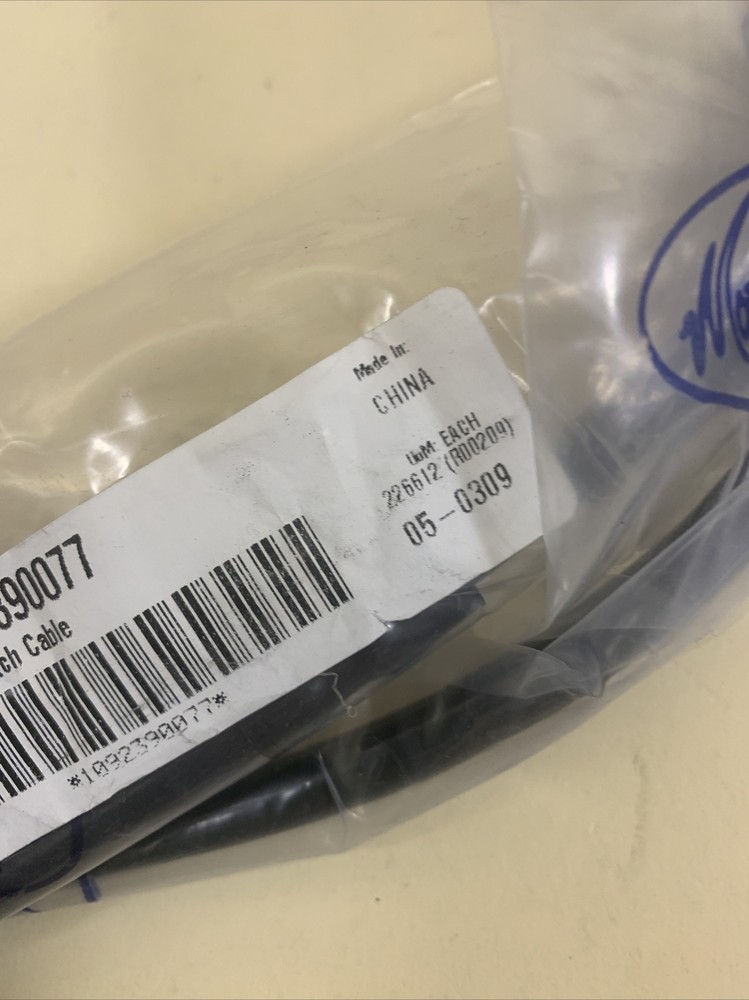 Made In:
CHINA
UoM: EACH
226612 (R00209)
05-0309
390077
ch Cable
*1092390077*